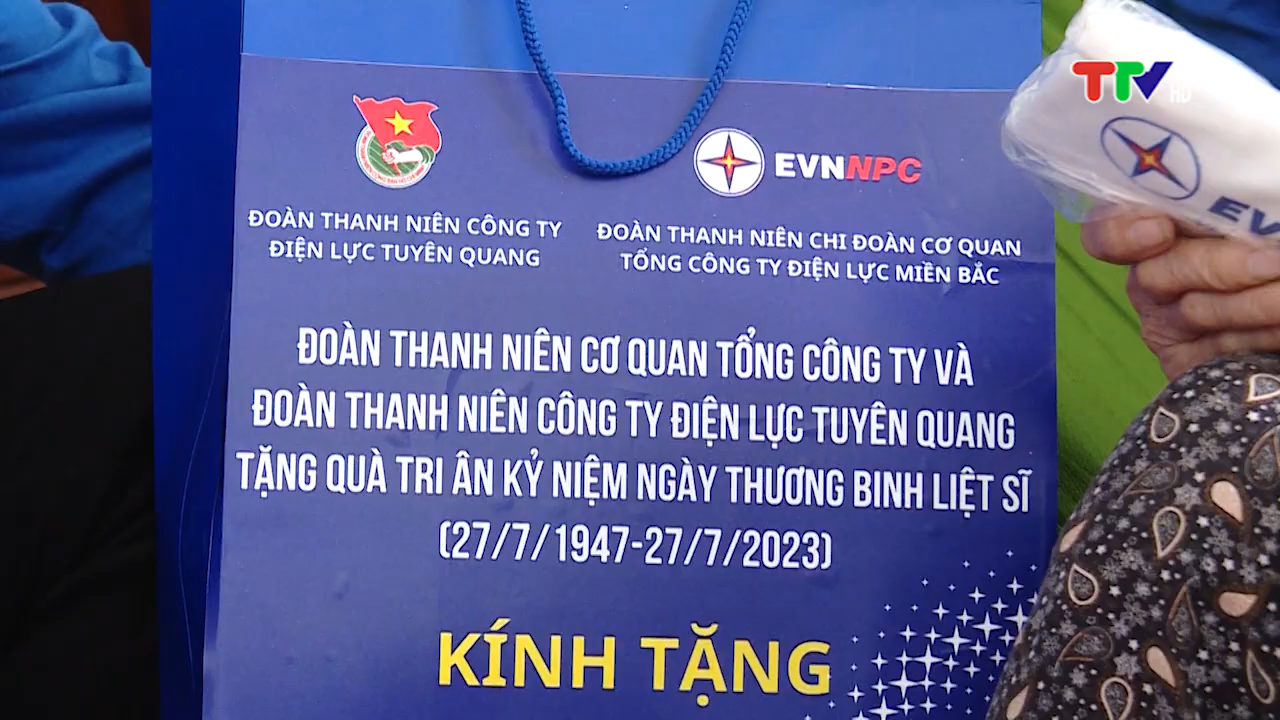 TTV HD
EVNNPC
ĐOÀN THANH NIÊN CÔNG TY
ĐIỆN LỰC TUYÊN QUANG
ĐOÀN THANH NIÊN CHI ĐOÀN CƠ QUAN
TỔNG CÔNG TY ĐIỆN LỰC MIỀN BẮC
ĐOÀN THANH NIÊN CƠ QUAN TỔNG CÔNG TY VÀ
ĐOÀN THANH NIÊN CÔNG TY ĐIỆN LỰC TUYÊN QUANG
TẶNG QUÀ TRI ÂN KỶ NIỆM NGÀY THƯƠNG BINH LIỆT SĨ
(27/7/1947-27/7/2023)
KÍNH TẶNG